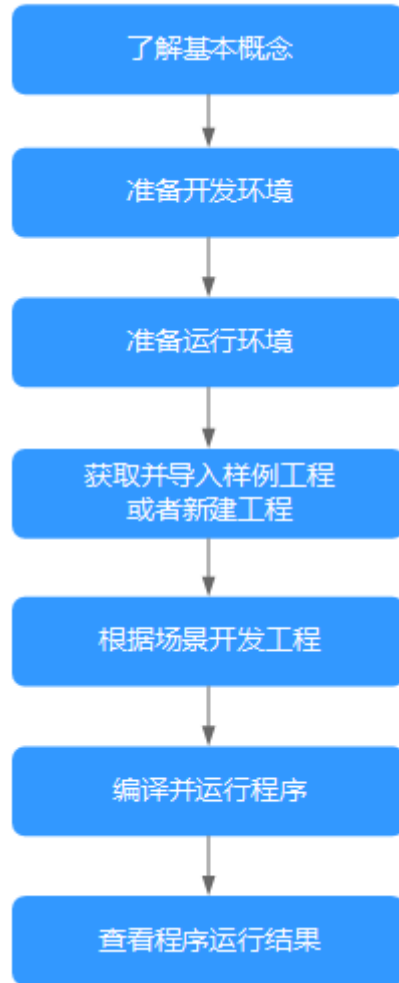 了解基本概念
准备开发环境
准备运行环境
获取并导入样例工程
或者新建工程
根据场景开发工程
编译并运行程序
查看程序运行结果